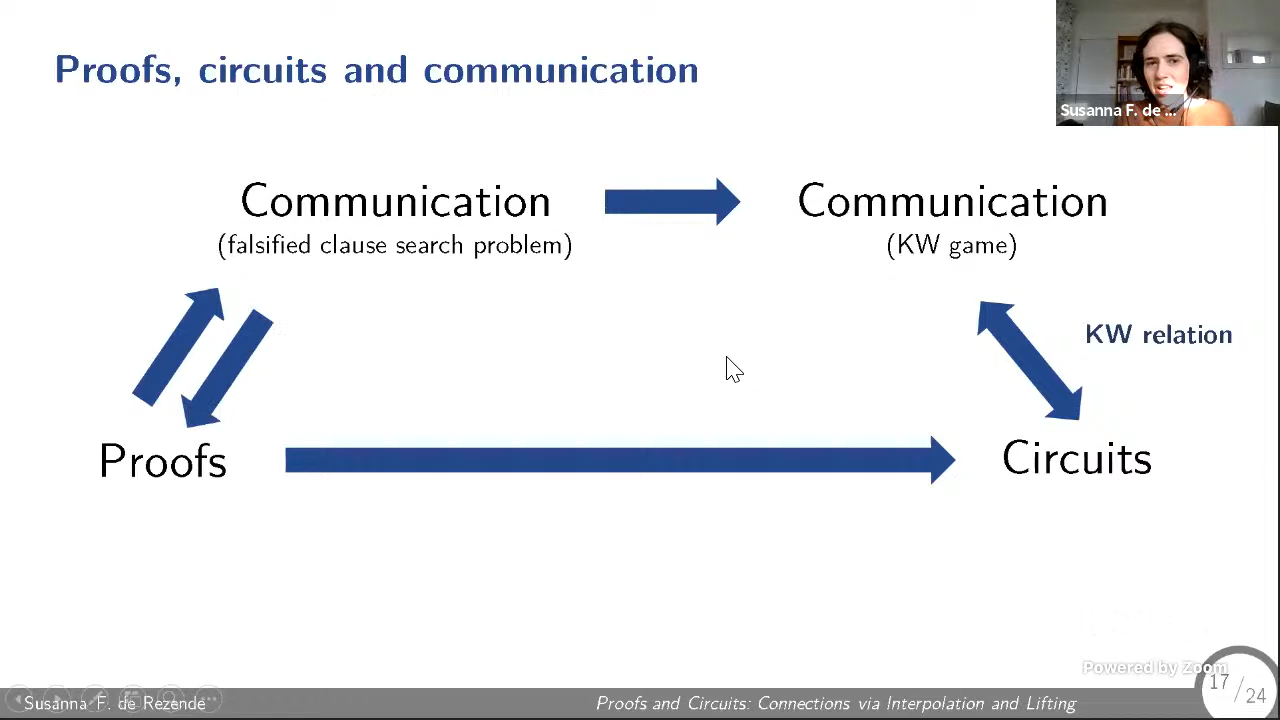 Proofs, circuits and communication
Susanna F. de ...
Communication
(falsified clause search problem)
Communication
(KW game)
KW relation
Proofs
Circuits
Powered by Zoom
Susanna F. de Rezende
Proofs and Circuits: Connections via Interpolation and Lifting
17/24